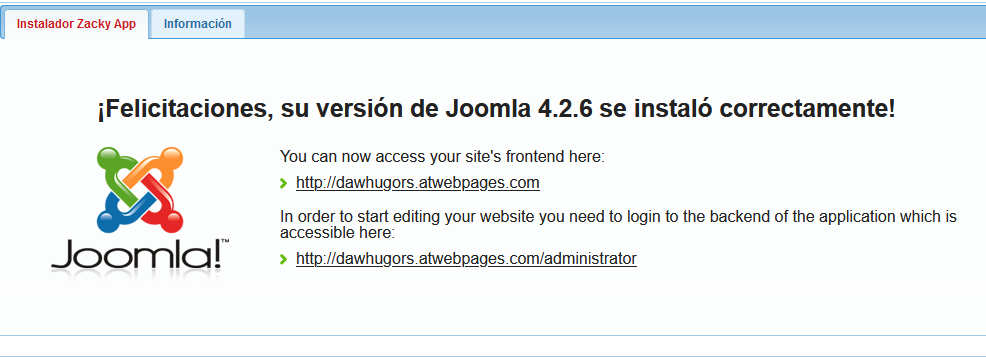 Instalador Zacky App
Información
¡Felicitaciones, su versión de Joomla 4.2.6 se instaló correctamente!
Joomla!™
You can now access your site's frontend here:
http://dawhugors.atwebpages.com
In order to start editing your website you need to login to the backend of the application which is
accessible here:
http://dawhugors.atwebpages.com/administrator